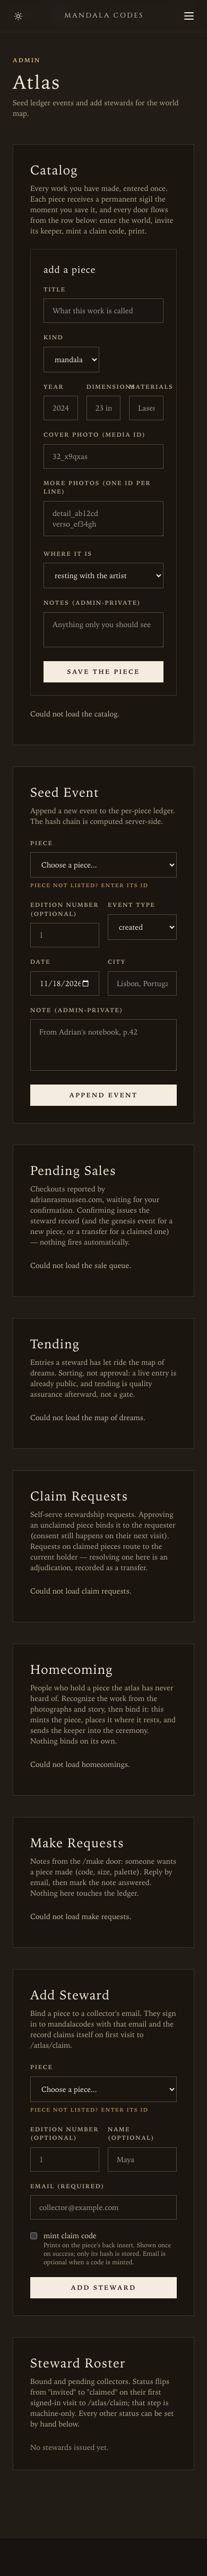 MANDALA CODES
ADMIN
Atlas
Seed ledger events and add stewards for the world
map.
Catalog
Every work you have made, entered once.
Each piece receives a permanent sigil the
moment you save it, and every door flows
from the row below: enter the world, invite
its keeper, mint a claim code, print.
add a piece
TITLE
What this work is called
KIND
mandala
YEAR DIMENSIONS MATERIALS
2024 23 in Laser
COVER PHOTO (MEDIA ID)
32_x9qxas
MORE PHOTOS (ONE ID PER
LINE)
detail_ab12cd
verso_ef34gh
WHERE IT IS
resting with the artist
NOTES (ADMIN-PRIVATE)
Anything only you should see
SAVE THE PIECE
Could not load the catalog.
Seed Event
Append a new event to the per-piece ledger.
The hash chain is computed server-side.
PIECE
Choose a piece...
PIECE NOT LISTED? ENTER ITS ID
EDITION NUMBER EVENT TYPE
(OPTIONAL)
1 created
DATE CITY
11/18/2026 Lisbon, Portuga
NOTE (ADMIN-PRIVATE)
From Adrian's notebook, p.42
APPEND EVENT
Pending Sales
Checkouts reported by
adrianrasmussen.com, waiting for your
confirmation. Confirming issues the
steward record (and the genesis event for a
new piece, or a transfer for a claimed one)
— nothing fires automatically.
Could not load the sale queue.
Tending
Entries a steward has let ride the map of
dreams. Sorting, not approval: a live entry is
already public, and tending is quality
assurance afterward, not a gate.
Could not load the map of dreams.
Claim Requests
Self-serve stewardship requests. Approving
an unclaimed piece binds it to the requester
(consent still happens on their next visit).
Requests on claimed pieces route to the
current holder — resolving one here is an
adjudication, recorded as a transfer.
Could not load claim requests.
Homecoming
People who hold a piece the atlas has never
heard of. Recognize the work from the
photographs and story, then bind it: this
mints the piece, places it where it rests, and
sends the keeper into the ceremony.
Nothing binds on its own.
Could not load homecomings.
Make Requests
Notes from the /make door: someone wants
a piece made (code, size, palette). Reply by
email, then mark the note answered.
Nothing here touches the ledger.
Could not load make requests.
Add Steward
Bind a piece to a collector's email. They sign
in to mandalacodes with that email and the
record claims itself on first visit to
/atlas/claim.
PIECE
Choose a piece...
PIECE NOT LISTED? ENTER ITS ID
EDITION NUMBER NAME
(OPTIONAL) (OPTIONAL)
1 Maya
EMAIL (REQUIRED)
collector@example.com
mint claim code
Prints on the piece's back insert. Shown once
on success; only its hash is stored. Email is
optional when a code is minted.
ADD STEWARD
Steward Roster
Bound and pending collectors. Status flips
from "invited" to "claimed" on their first
signed-in visit to /atlas/claim; that step is
machine-only. Every other status can be set
by hand below.
No stewards issued yet.